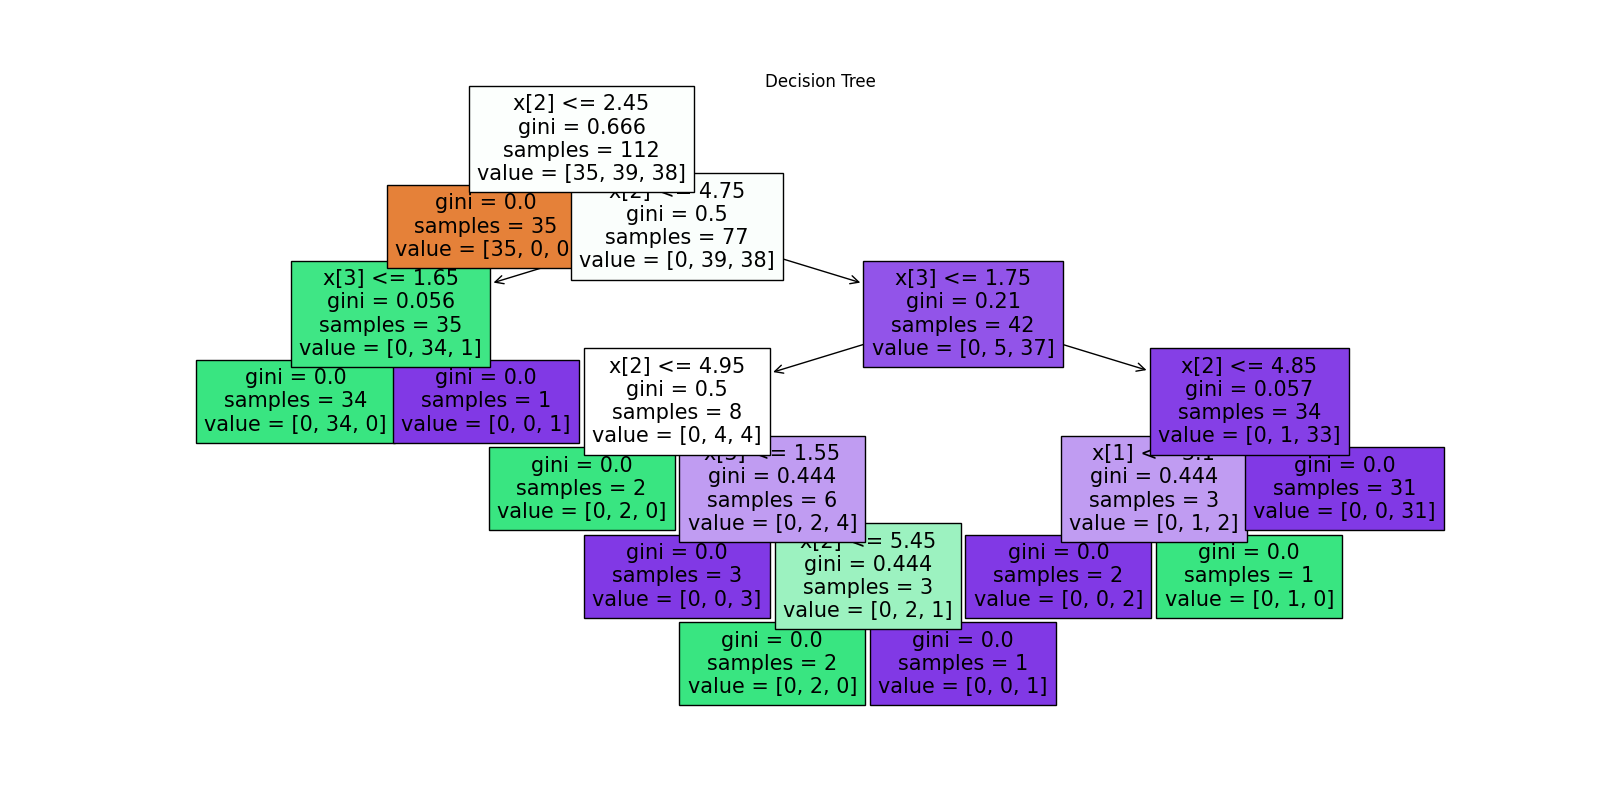 Decision Tree
x[2] <= 2.45
gini = 0.666
samples = 112
value = [35, 39, 38]
gini = 0.0
samples = 35
value = [35, 0, 0
x[2] <= 4.75
gini = 0.5
samples = 77
value = [0, 39, 38]
x[3] <= 1.65
gini = 0.056
samples = 35
value = [0, 34, 1]
x[3] <= 1.75
gini = 0.21
samples = 42
value = [0, 5, 37]
gini = 0.0
samples = 34
value = [0, 34, 0]
gini = 0.0
samples = 1
value = [0, 0, 1]
x[2] <= 4.95
gini = 0.5
samples = 8
value = [0, 4, 4]
x[2] <= 4.85
gini = 0.057
samples = 34
value = [0, 1, 33]
gini = 0.0
samples = 2
value = [0, 2, 0]
x[3] <= 1.55
gini = 0.444
samples = 6
value = [0, 2, 4]
x[1] <
gini = 0.444
samples = 3
value = [0, 1, 2]
gini = 0.0
samples = 31
value = [0, 0, 31]
gini = 0.0
samples = 3
value = [0, 0, 3]
x[2] <= 5.45
gini = 0.444
samples = 3
value = [0, 2, 1]
gini = 0.0
samples = 2
value = [0, 0, 2]
gini = 0.0
samples = 1
value = [0, 1, 0]
gini = 0.0
samples = 2
value = [0, 2, 0]
gini = 0.0
samples = 1
value = [0, 0, 1]